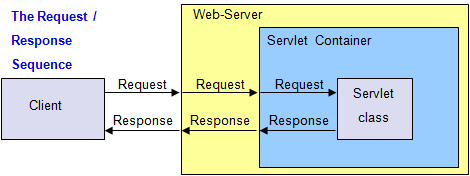 The Request /
Response
Sequence
Web-Server
Servlet Container
Request Request Request
Client
Servlet
class
Response Response Response